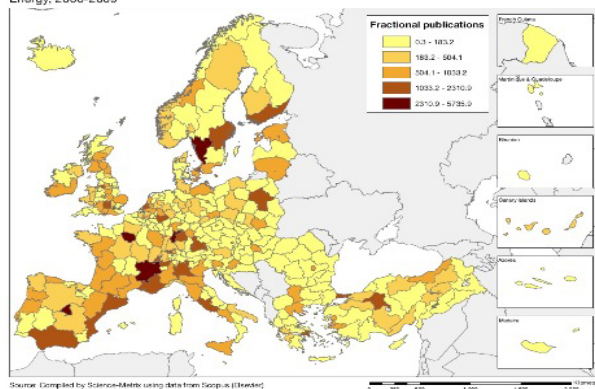 Energy, 2000-2009
Fractional publications
0.3 - 183.2
183.2 - 504.1
504.1 - 1033.2
1033.2 - 2310.9
2310.9 - 5735.9
French Guiana
Martinique & Guadeloupe
Réunion
Canary Islands
Azores
Madeira
Source: Compiled by Science-Metrix using data from Scopus (Elsevier)